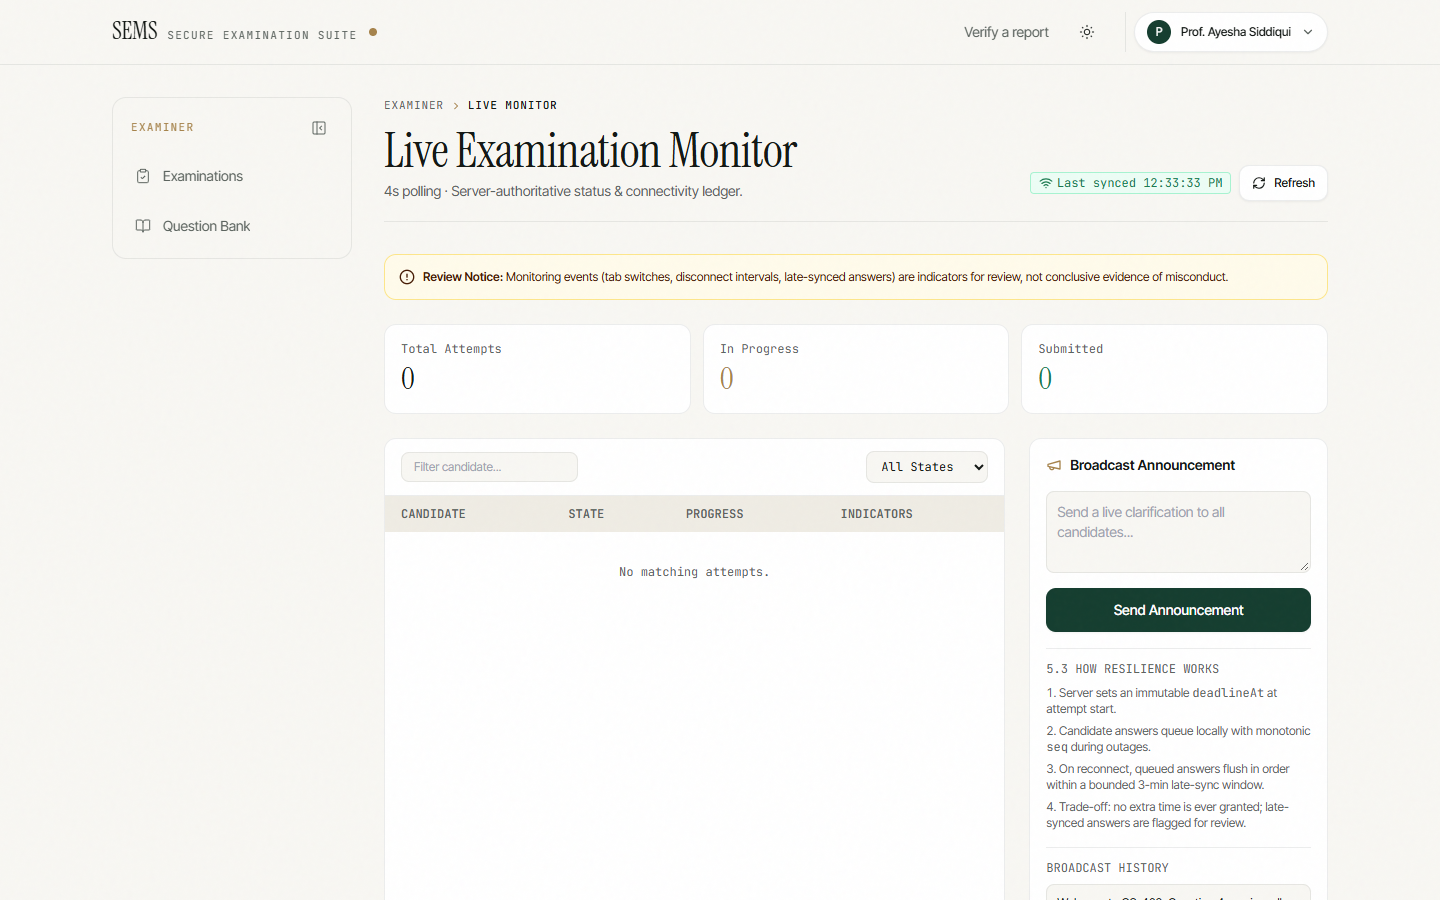 SEMS SECURE EXAMINATION SUITE
Verify a report
P Prof. Ayesha Siddiqui
EXAMINER
Examinations
Question Bank
EXAMINER > LIVE MONITOR
Live Examination Monitor
4s polling · Server-authoritative status & connectivity ledger.
Last synced 12:33:33 PM
Refresh
Review Notice: Monitoring events (tab switches, disconnect intervals, late-synced answers) are indicators for review, not conclusive evidence of misconduct.
Total Attempts
0
In Progress
0
Submitted
0
Filter candidate...
All States
CANDIDATE STATE PROGRESS INDICATORS
No matching attempts.
Broadcast Announcement
Send a live clarification to all
candidates...
Send Announcement
5.3 HOW RESILIENCE WORKS
1. Server sets an immutable deadlineAt at
attempt start.
2. Candidate answers queue locally with monotonic
seq during outages.
3. On reconnect, queued answers flush in order
within a bounded 3-min late-sync window.
4. Trade-off: no extra time is ever granted; late-
synced answers are flagged for review.
BROADCAST HISTORY